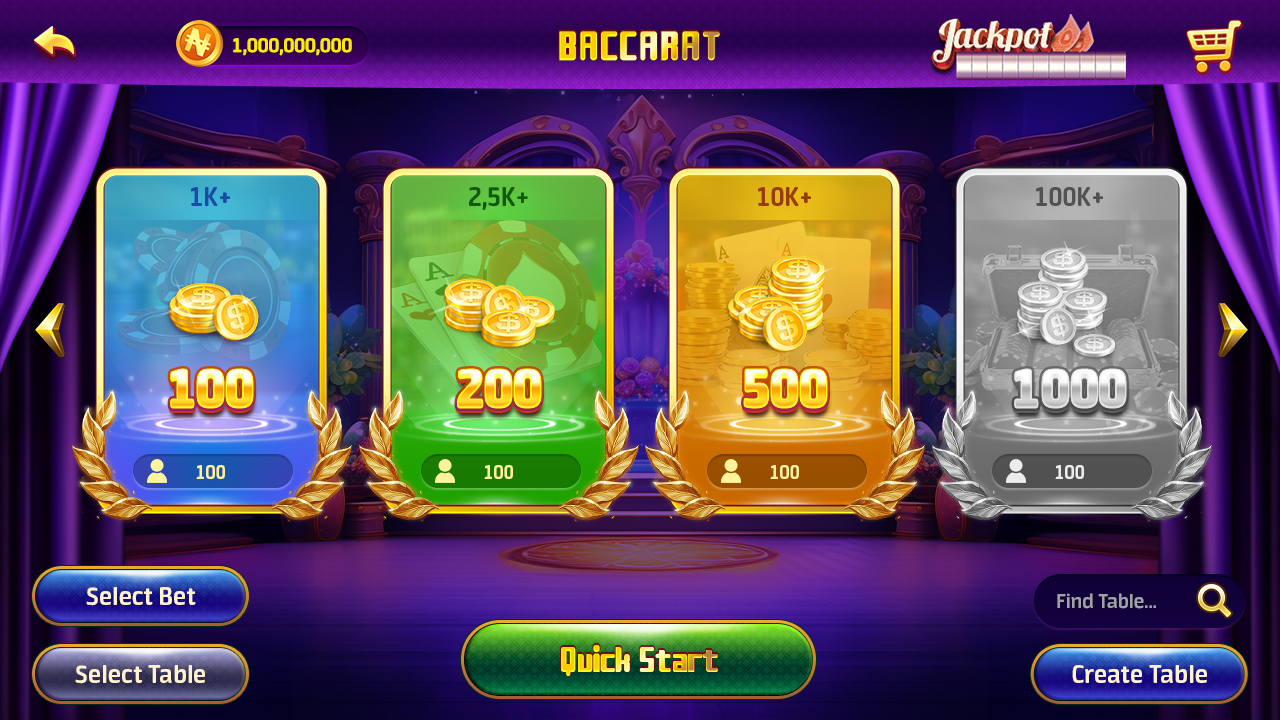 1,000,000,000
BACCARAT
Jackpot
1K+
2,5K+
10K+
100K+
A
A
A
A
100
200
500
1000
100
100
100
100
Select Bet
Find Table...
Quick Start
Select Table
Create Table